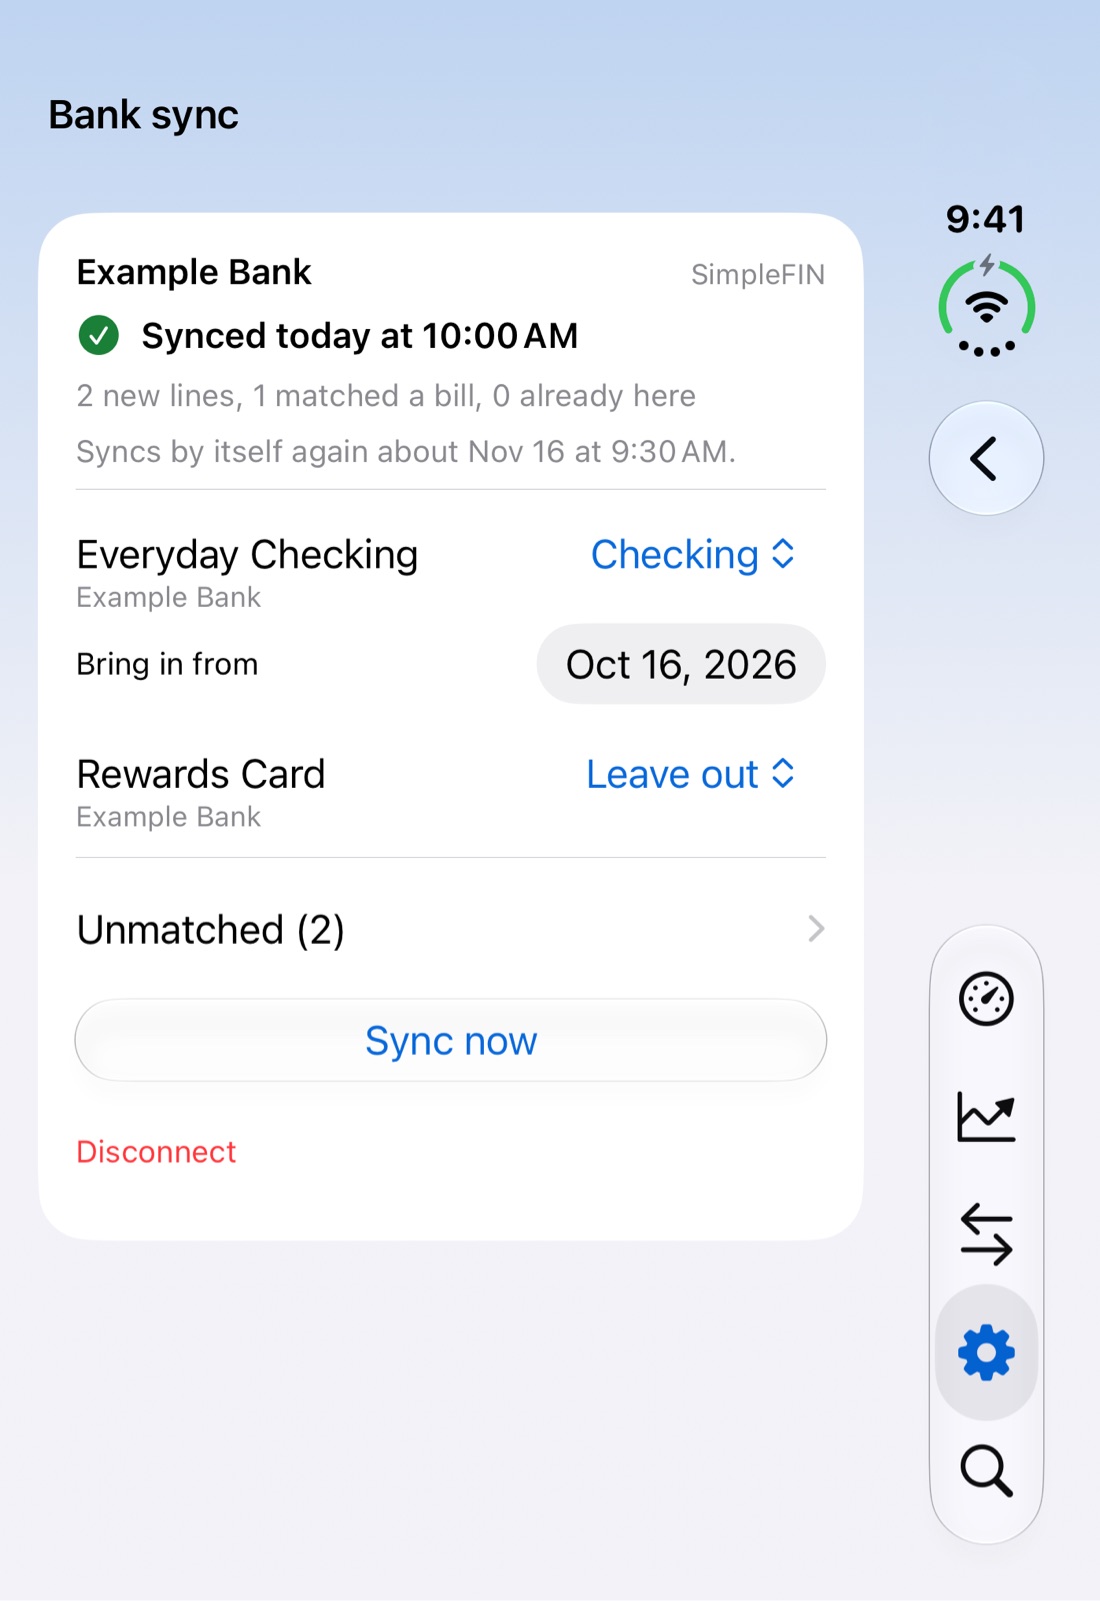 Bank sync
9:41
Example Bank
SimpleFIN
Synced today at 10:00 AM
2 new lines, 1 matched a bill, 0 already here
Syncs by itself again about Nov 16 at 9:30 AM.
Everyday Checking
Checking
Example Bank
Bring in from
Oct 16, 2026
Rewards Card
Leave out
Example Bank
Unmatched (2)
Sync now
Disconnect